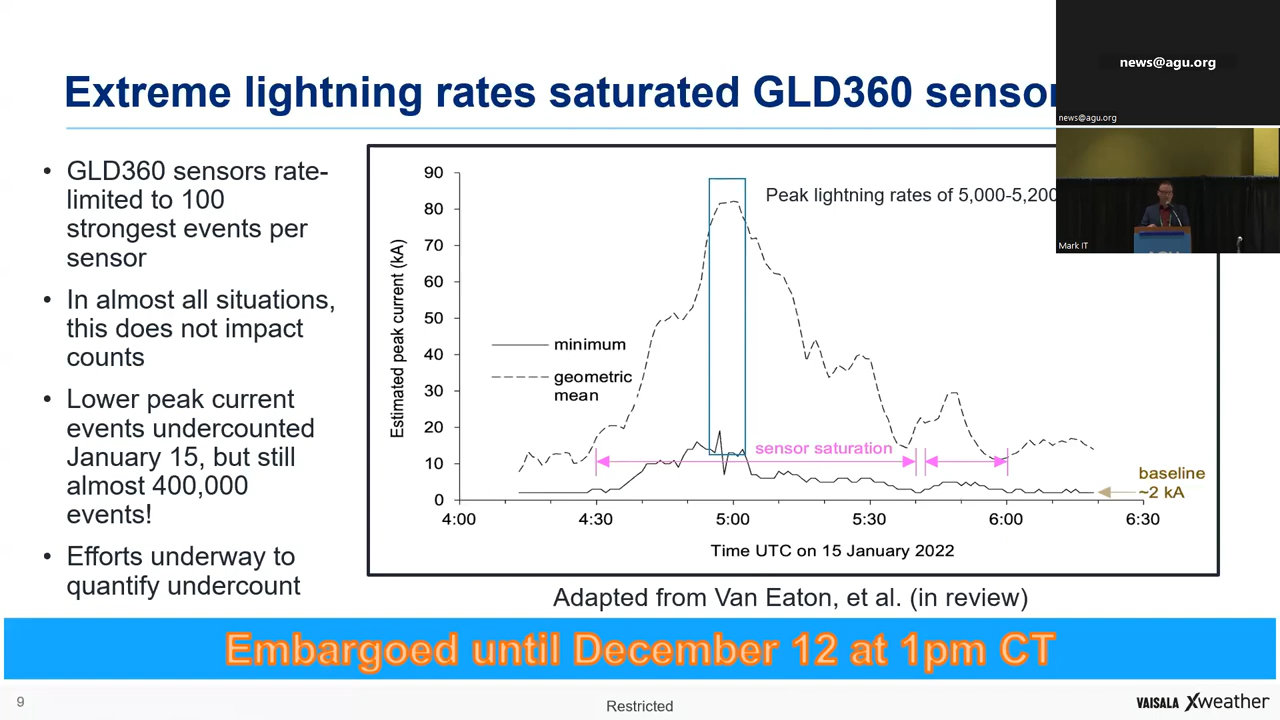 news@agu.org
news@agu.org
Mark IT
Extreme lightning rates saturated GLD360 senso
• GLD360 sensors rate-
limited to 100
strongest events per
sensor
• In almost all situations,
this does not impact
counts
• Lower peak current
events undercounted
January 15, but still
almost 400,000
events!
• Efforts underway to
quantify undercount
Peak lightning rates of 5,000-5,200
Estimated peak current (kA)
90
80
70
60
50
40
30
20
10
0
minimum
geometric
mean
sensor saturation
baseline
~2 kA
4:00 4:30 5:00 5:30 6:00 6:30
Time UTC on 15 January 2022
Adapted from Van Eaton, et al. (in review)
Embargoed until December 12 at 1pm CT
9
Restricted
VAISALA Xweather